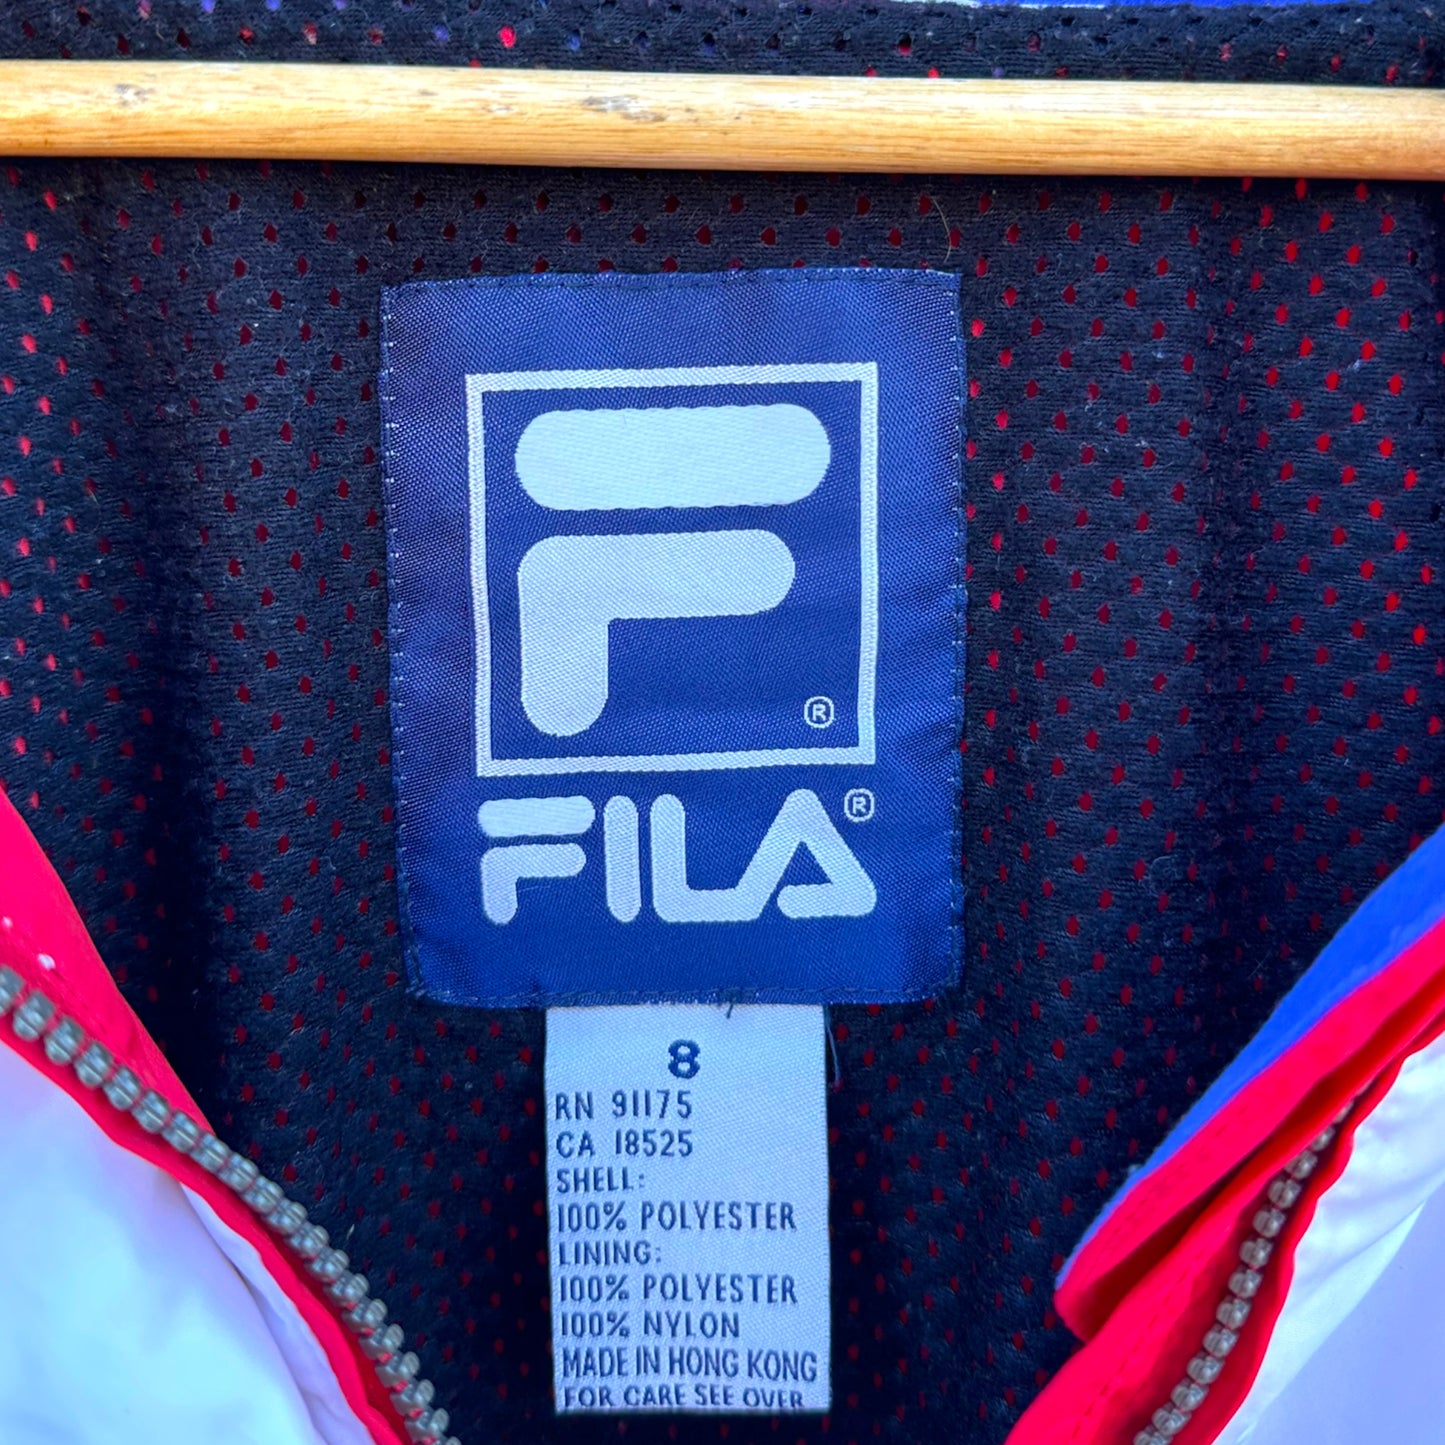 F ®
FILA ®
8
RN 91175
CA 18525
SHELL:
100% POLYESTER
LINING:
100% POLYESTER
100% NYLON
MADE IN HONG KONG
FOR CARE SEE OVER